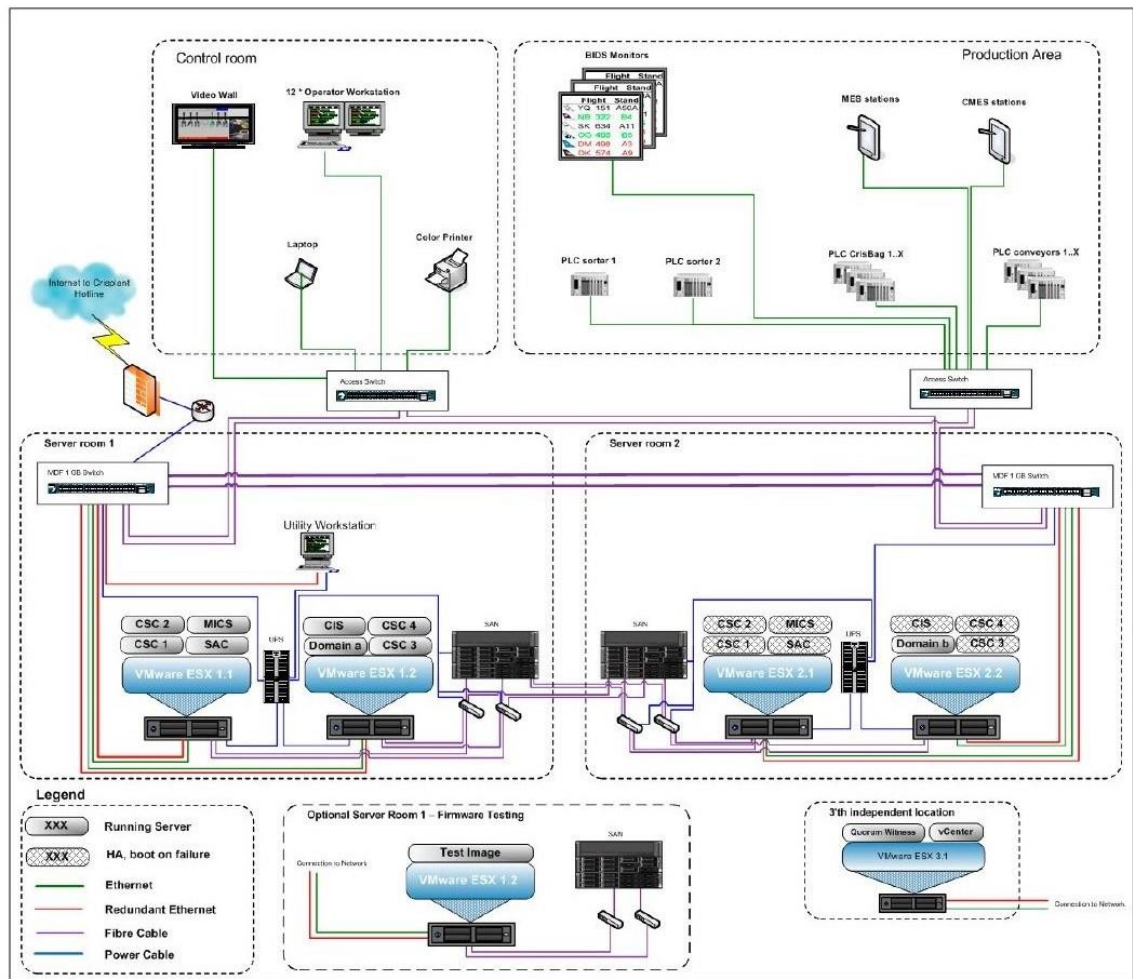 Control room
Video Wall
12 * Operator Workstation
Laptop
Color Printer
Production Area
BIDS Monitors
Flight Stand
Flight Stand
Flight Stand
YQ 151 A50A
NB 322 B4
SK 634 A11
DM 498 A3
OK 574 A9
MES stations
CMES stations
PLC sorter 1
PLC sorter 2
PLC CrisBag 1..X
PLC conveyors 1..X
Internet to Crisplant
Hotline
Access Switch
Access Switch
Server room 1
MDF 1 GB Switch
Utility Workstation
CSC 2
MICS
CSC 1
SAC
VMware ESX 1.1
UPS
CIS
CSC 4
Domain a
CSC 3
VMware ESX 1.2
SAN
Server room 2
MDF 1 GB Switch
SAN
CSC 2
MICS
CSC 1
SAC
VMware ESX 2.1
UPS
CIS
CSC 4
Domain b
CSC 3
VMware ESX 2.2
Legend
XXX Running Server
XXX HA, boot on failure
Ethernet
Redundant Ethernet
Fibre Cable
Power Cable
Optional Server Room 1 – Firmware Testing
Connection to Network
Test Image
VMware ESX 1.2
SAN
3'th independent location
Quorum Witness
vCenter
VMware ESX 3.1
Connection to Network